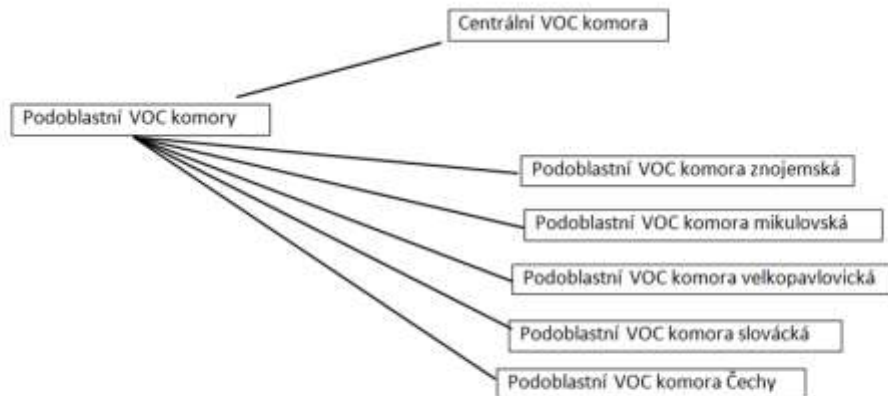 Centrální VOC komora
Podoblastní VOC komory
Podoblastní VOC komora znojemská
Podoblastní VOC komora mikulovská
Podoblastní VOC komora velkopavlovická
Podoblastní VOC komora slovácká
Podoblastní VOC komora Čechy